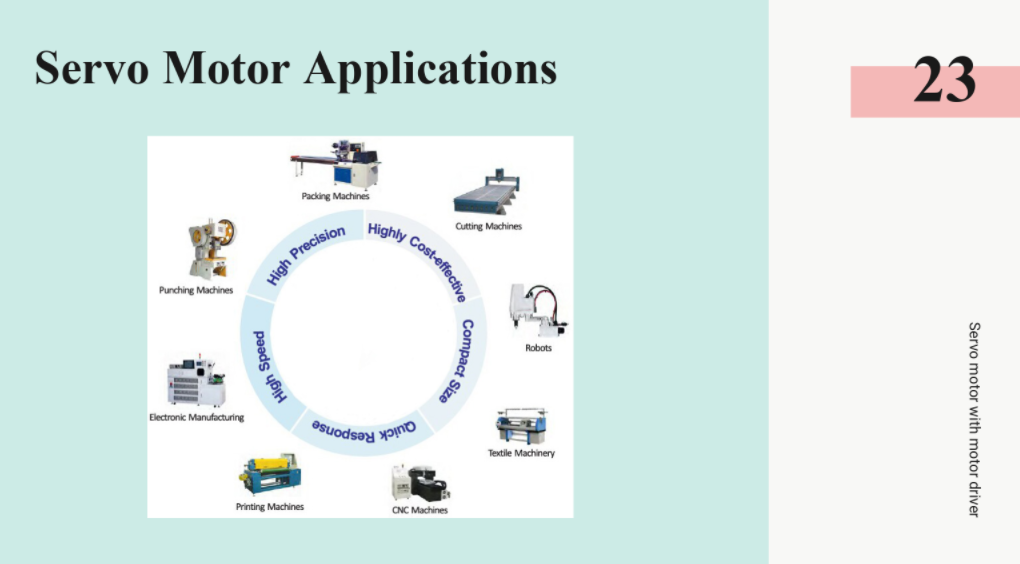 Servo Motor Applications
23
Packing Machines
Cutting Machines
Robots
Textile Machinery
CNC Machines
Printing Machines
Electronic Manufacturing
Punching Machines
High Precision
Highly Cost-effective
Compact Size
Quick Response
High Speed
Servo motor with motor driver